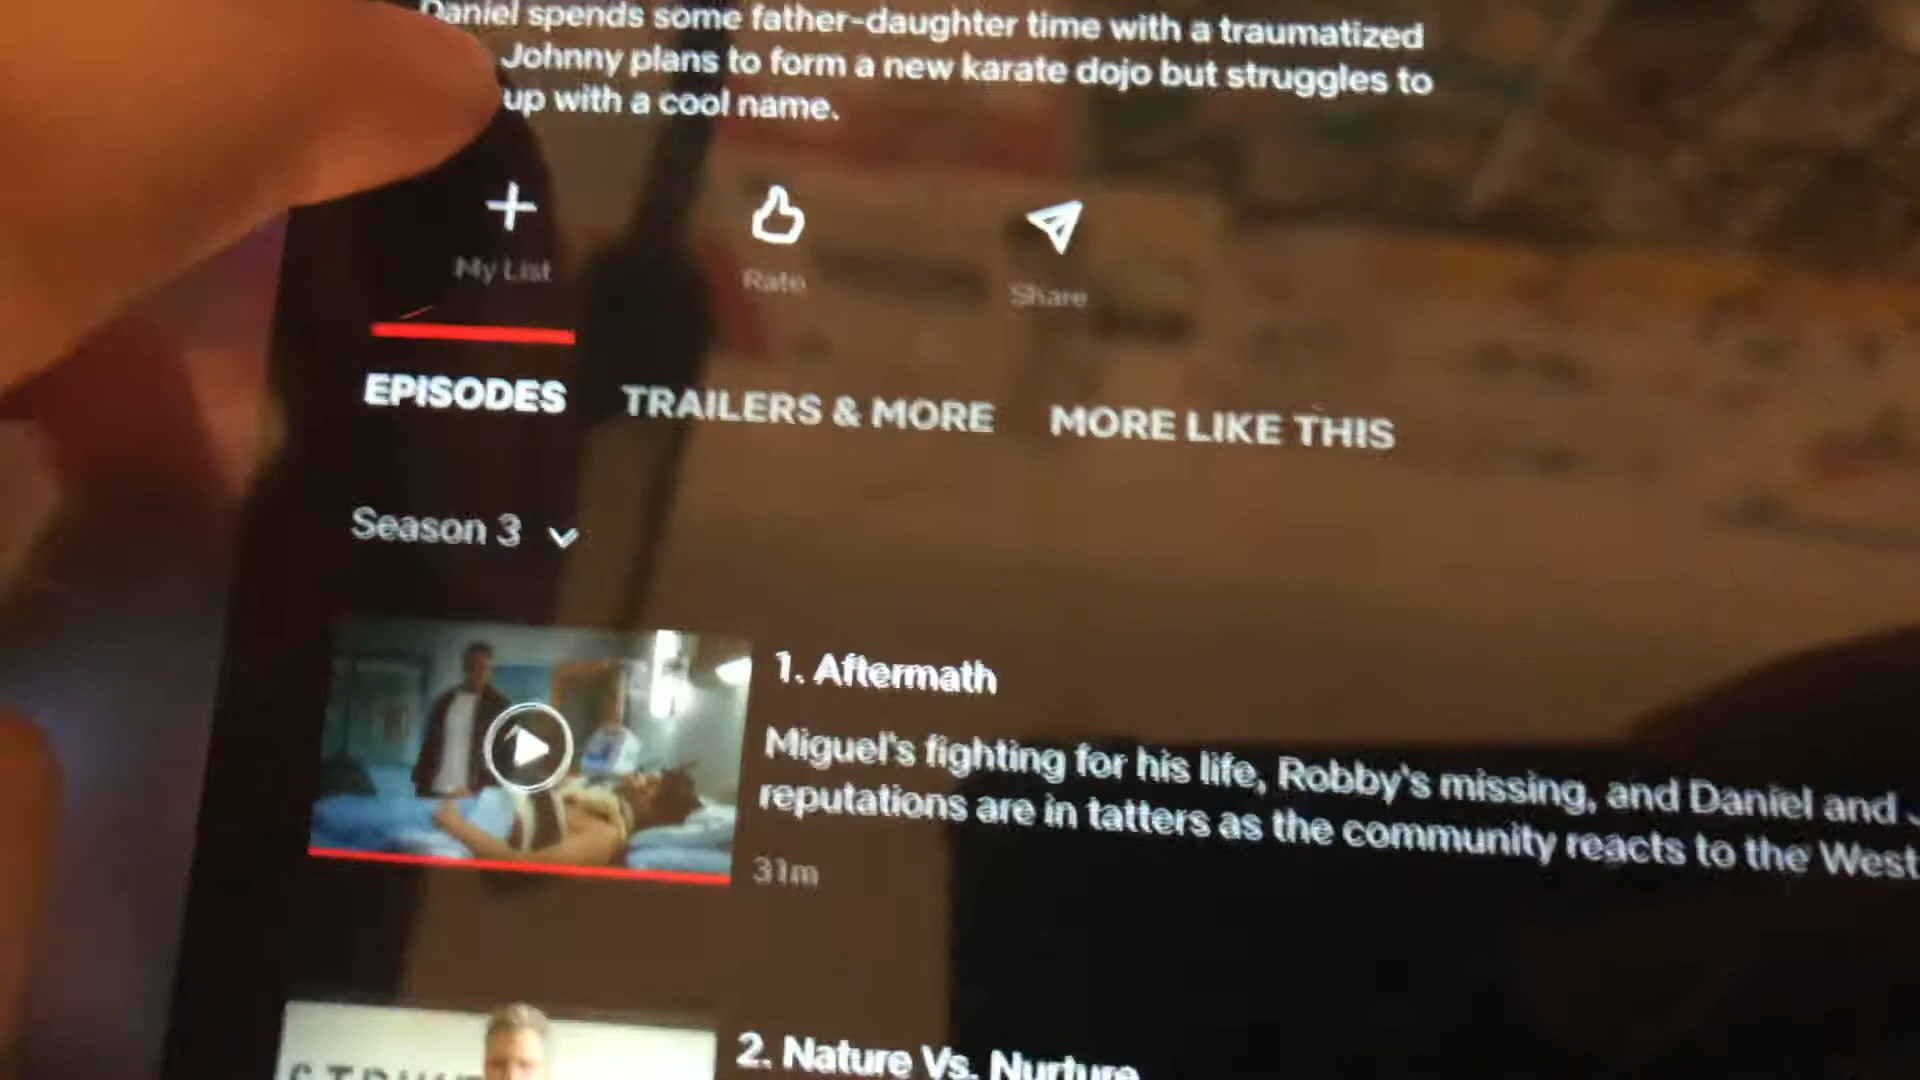 Daniel spends some father-daughter time with a traumatized
Johnny plans to form a new karate dojo but struggles to
up with a cool name.
My List
Rate
Share
EPISODES TRAILERS & MORE MORE LIKE THIS
Season 3
1. Aftermath
Miguel's fighting for his life, Robby's missing, and Daniel and
reputations are in tatters as the community reacts to the West
31m
2. Nature Vs. Nurture